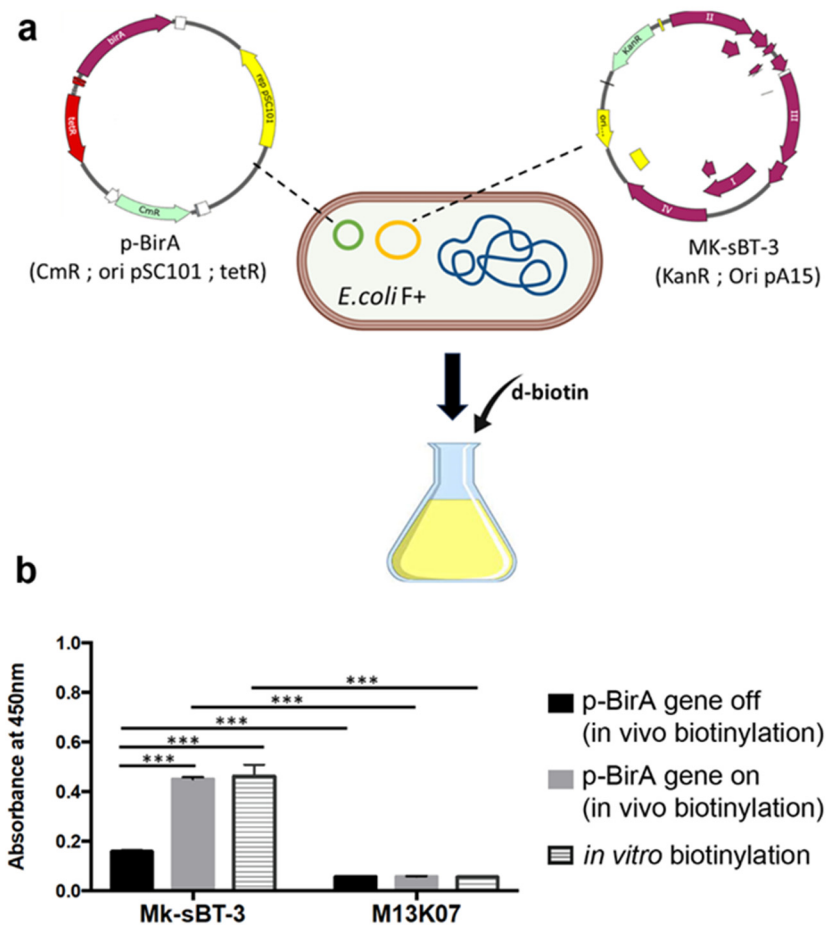 a
birA
tetR
CmR
rep pSC101
p-BirA
(CmR ; ori pSC101 ; tetR)
KanR
II
III
ori...
I
IV
MK-sBT-3
(KanR ; Ori pA15)
E.coli F+
d-biotin
b
Absorbance at 450nm
1.0
0.8
0.6
0.4
0.2
0.0
***
***
***
***
***
Mk-sBT-3
M13K07
p-BirA gene off
(in vivo biotinylation)
p-BirA gene on
(in vivo biotinylation)
in vitro biotinylation